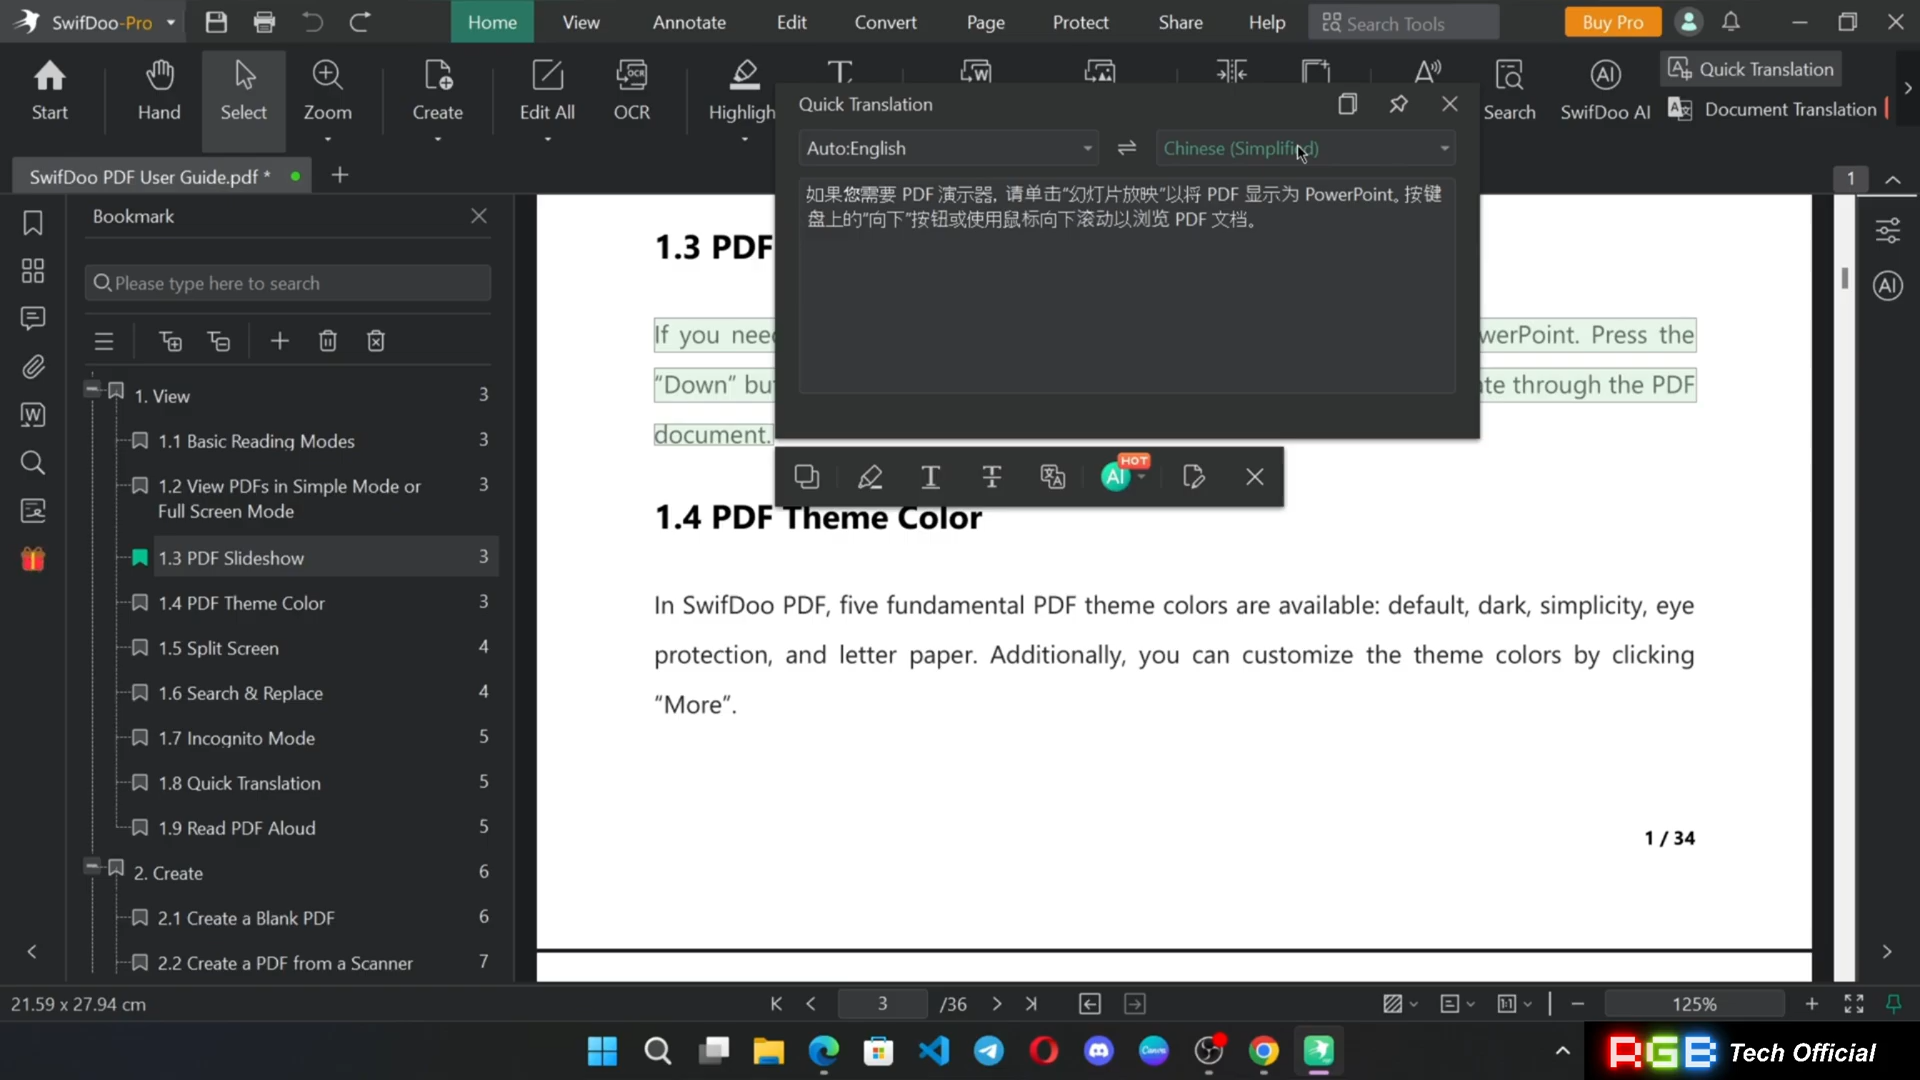 SwifDoo-Pro
Home
View
Annotate
Edit
Convert
Page
Protect
Share
Help
Search Tools
Buy Pro
Start
Hand
Select
Zoom
Create
Edit All
OCR
Highligh
Search
SwifDoo AI
Quick Translation
Document Translation
SwifDoo PDF User Guide.pdf *
1
Bookmark
Please type here to search
1. View 3
1.1 Basic Reading Modes 3
1.2 View PDFs in Simple Mode or 3
Full Screen Mode
1.3 PDF Slideshow 3
1.4 PDF Theme Color 3
1.5 Split Screen 4
1.6 Search & Replace 4
1.7 Incognito Mode 5
1.8 Quick Translation 5
1.9 Read PDF Aloud 5
2. Create 6
2.1 Create a Blank PDF 6
2.2 Create a PDF from a Scanner 7
Quick Translation
Auto:English
Chinese (Simplified)
如果您需要 PDF 演示器, 请单击“幻灯片放映”以将 PDF 显示为 PowerPoint。按键
盘上的“向下”按钮或使用鼠标向下滚动以浏览 PDF 文档。
AI
HOT
1.3 PDF
If you nee werPoint. Press the
“Down” bu te through the PDF
document.
1.4 PDF Theme Color
In SwifDoo PDF, five fundamental PDF theme colors are available: default, dark, simplicity, eye
protection, and letter paper. Additionally, you can customize the theme colors by clicking
“More”.
1 / 34
21.59 x 27.94 cm
3
/36
125%
Canva
RGB Tech Official